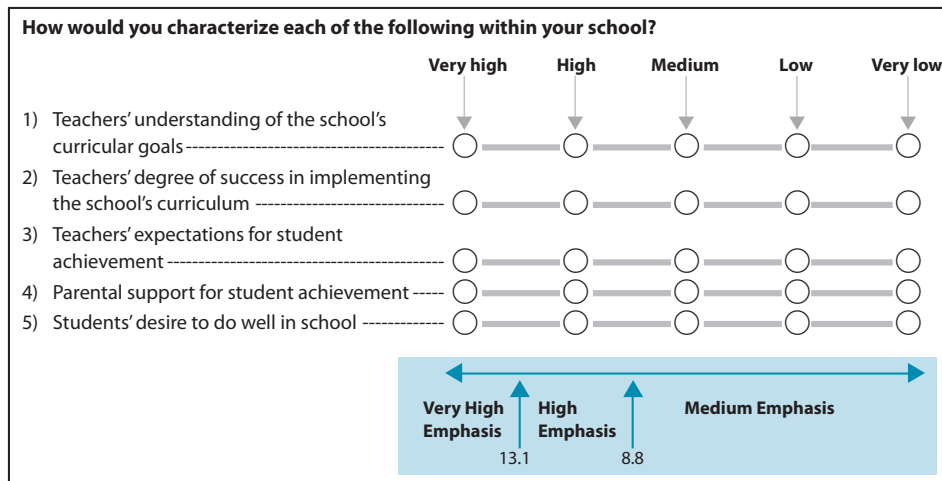 How would you characterize each of the following within your school?
Very high High Medium Low Very low
1) Teachers’ understanding of the school’s
curricular goals
2) Teachers’ degree of success in implementing
the school’s curriculum
3) Teachers’ expectations for student
achievement
4) Parental support for student achievement
5) Students’ desire to do well in school
Very High
Emphasis
High
Emphasis
Medium Emphasis
13.1 8.8